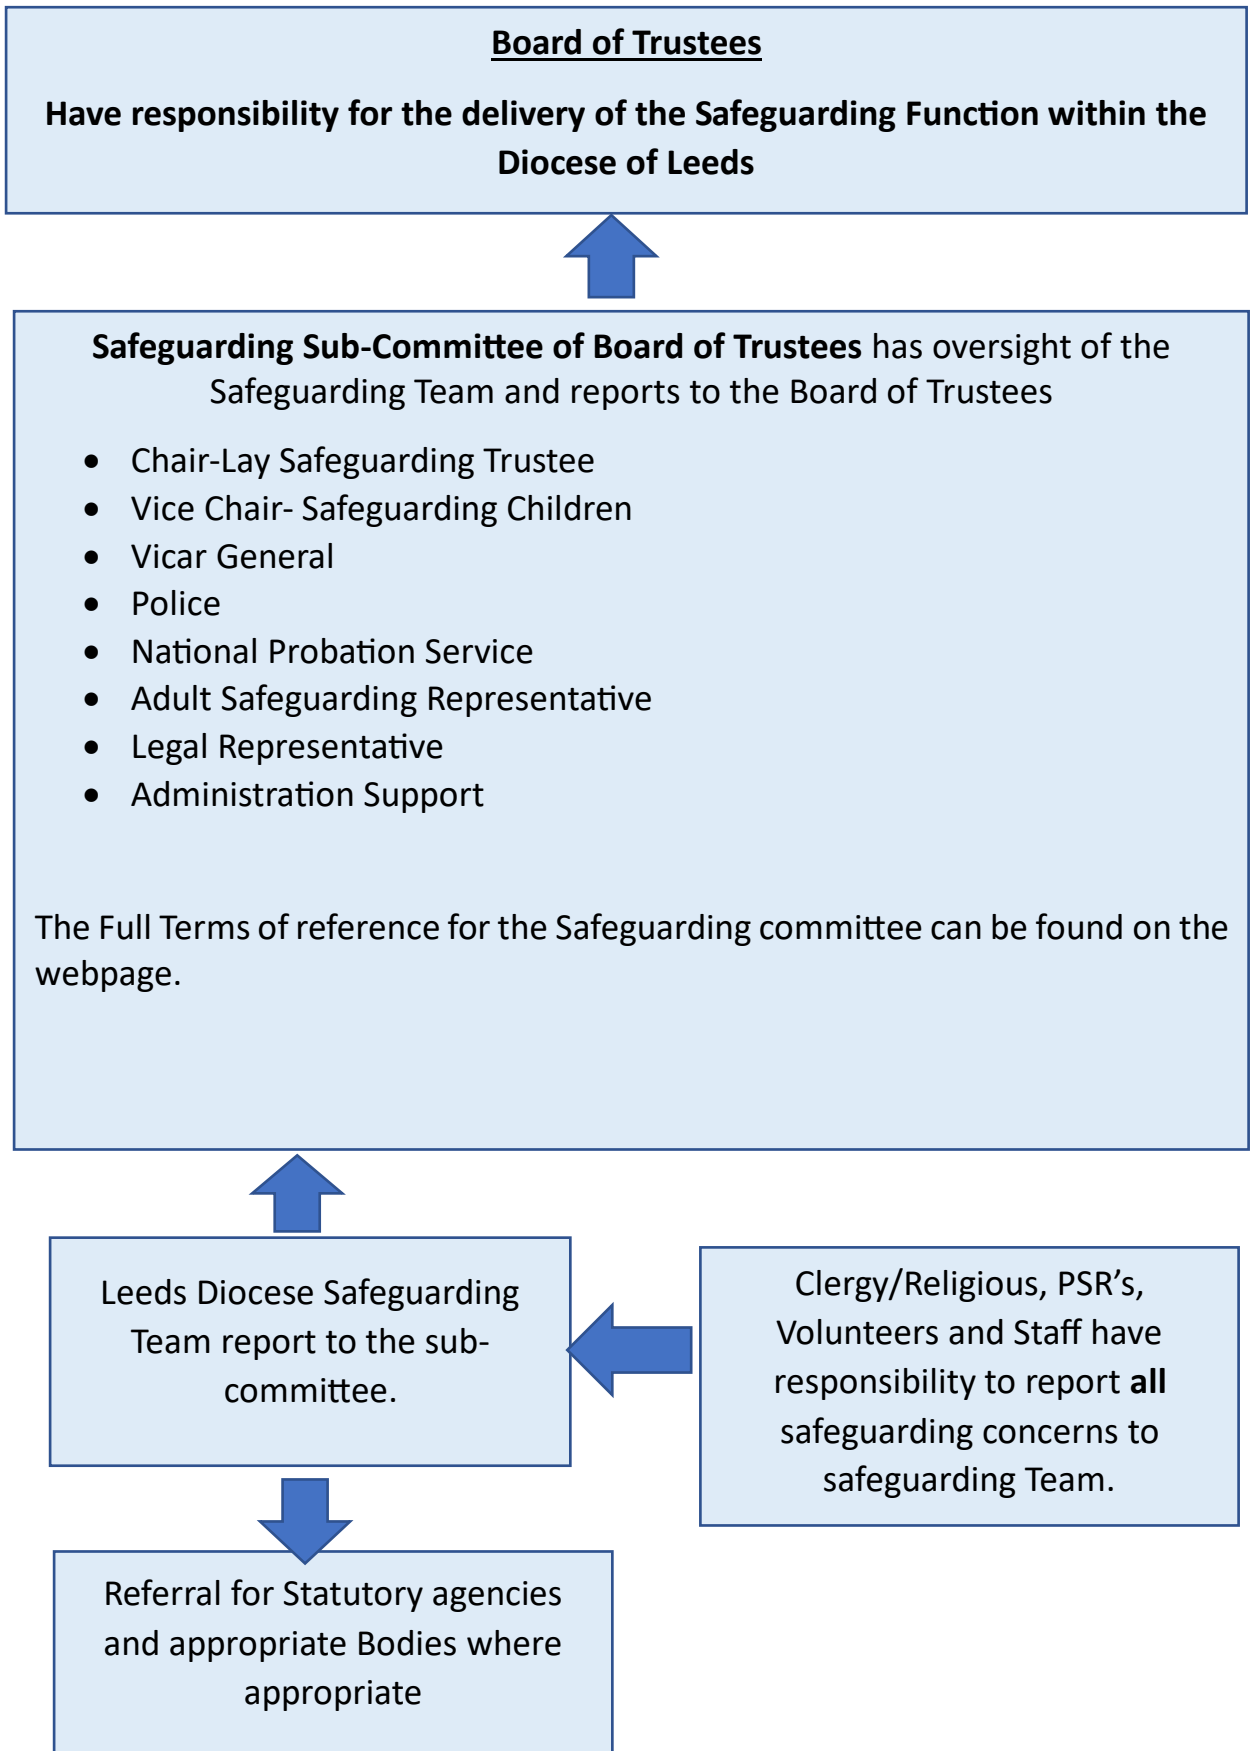 Board of Trustees
Have responsibility for the delivery of the Safeguarding Function within the
Diocese of Leeds
Safeguarding Sub-Committee of Board of Trustees has oversight of the
Safeguarding Team and reports to the Board of Trustees
• Chair-Lay Safeguarding Trustee
• Vice Chair- Safeguarding Children
• Vicar General
• Police
• National Probation Service
• Adult Safeguarding Representative
• Legal Representative
• Administration Support
The Full Terms of reference for the Safeguarding committee can be found on the
webpage.
Leeds Diocese Safeguarding
Team report to the sub-
committee.
Clergy/Religious, PSR’s,
Volunteers and Staff have
responsibility to report all
safeguarding concerns to
safeguarding Team.
Referral for Statutory agencies
and appropriate Bodies where
appropriate